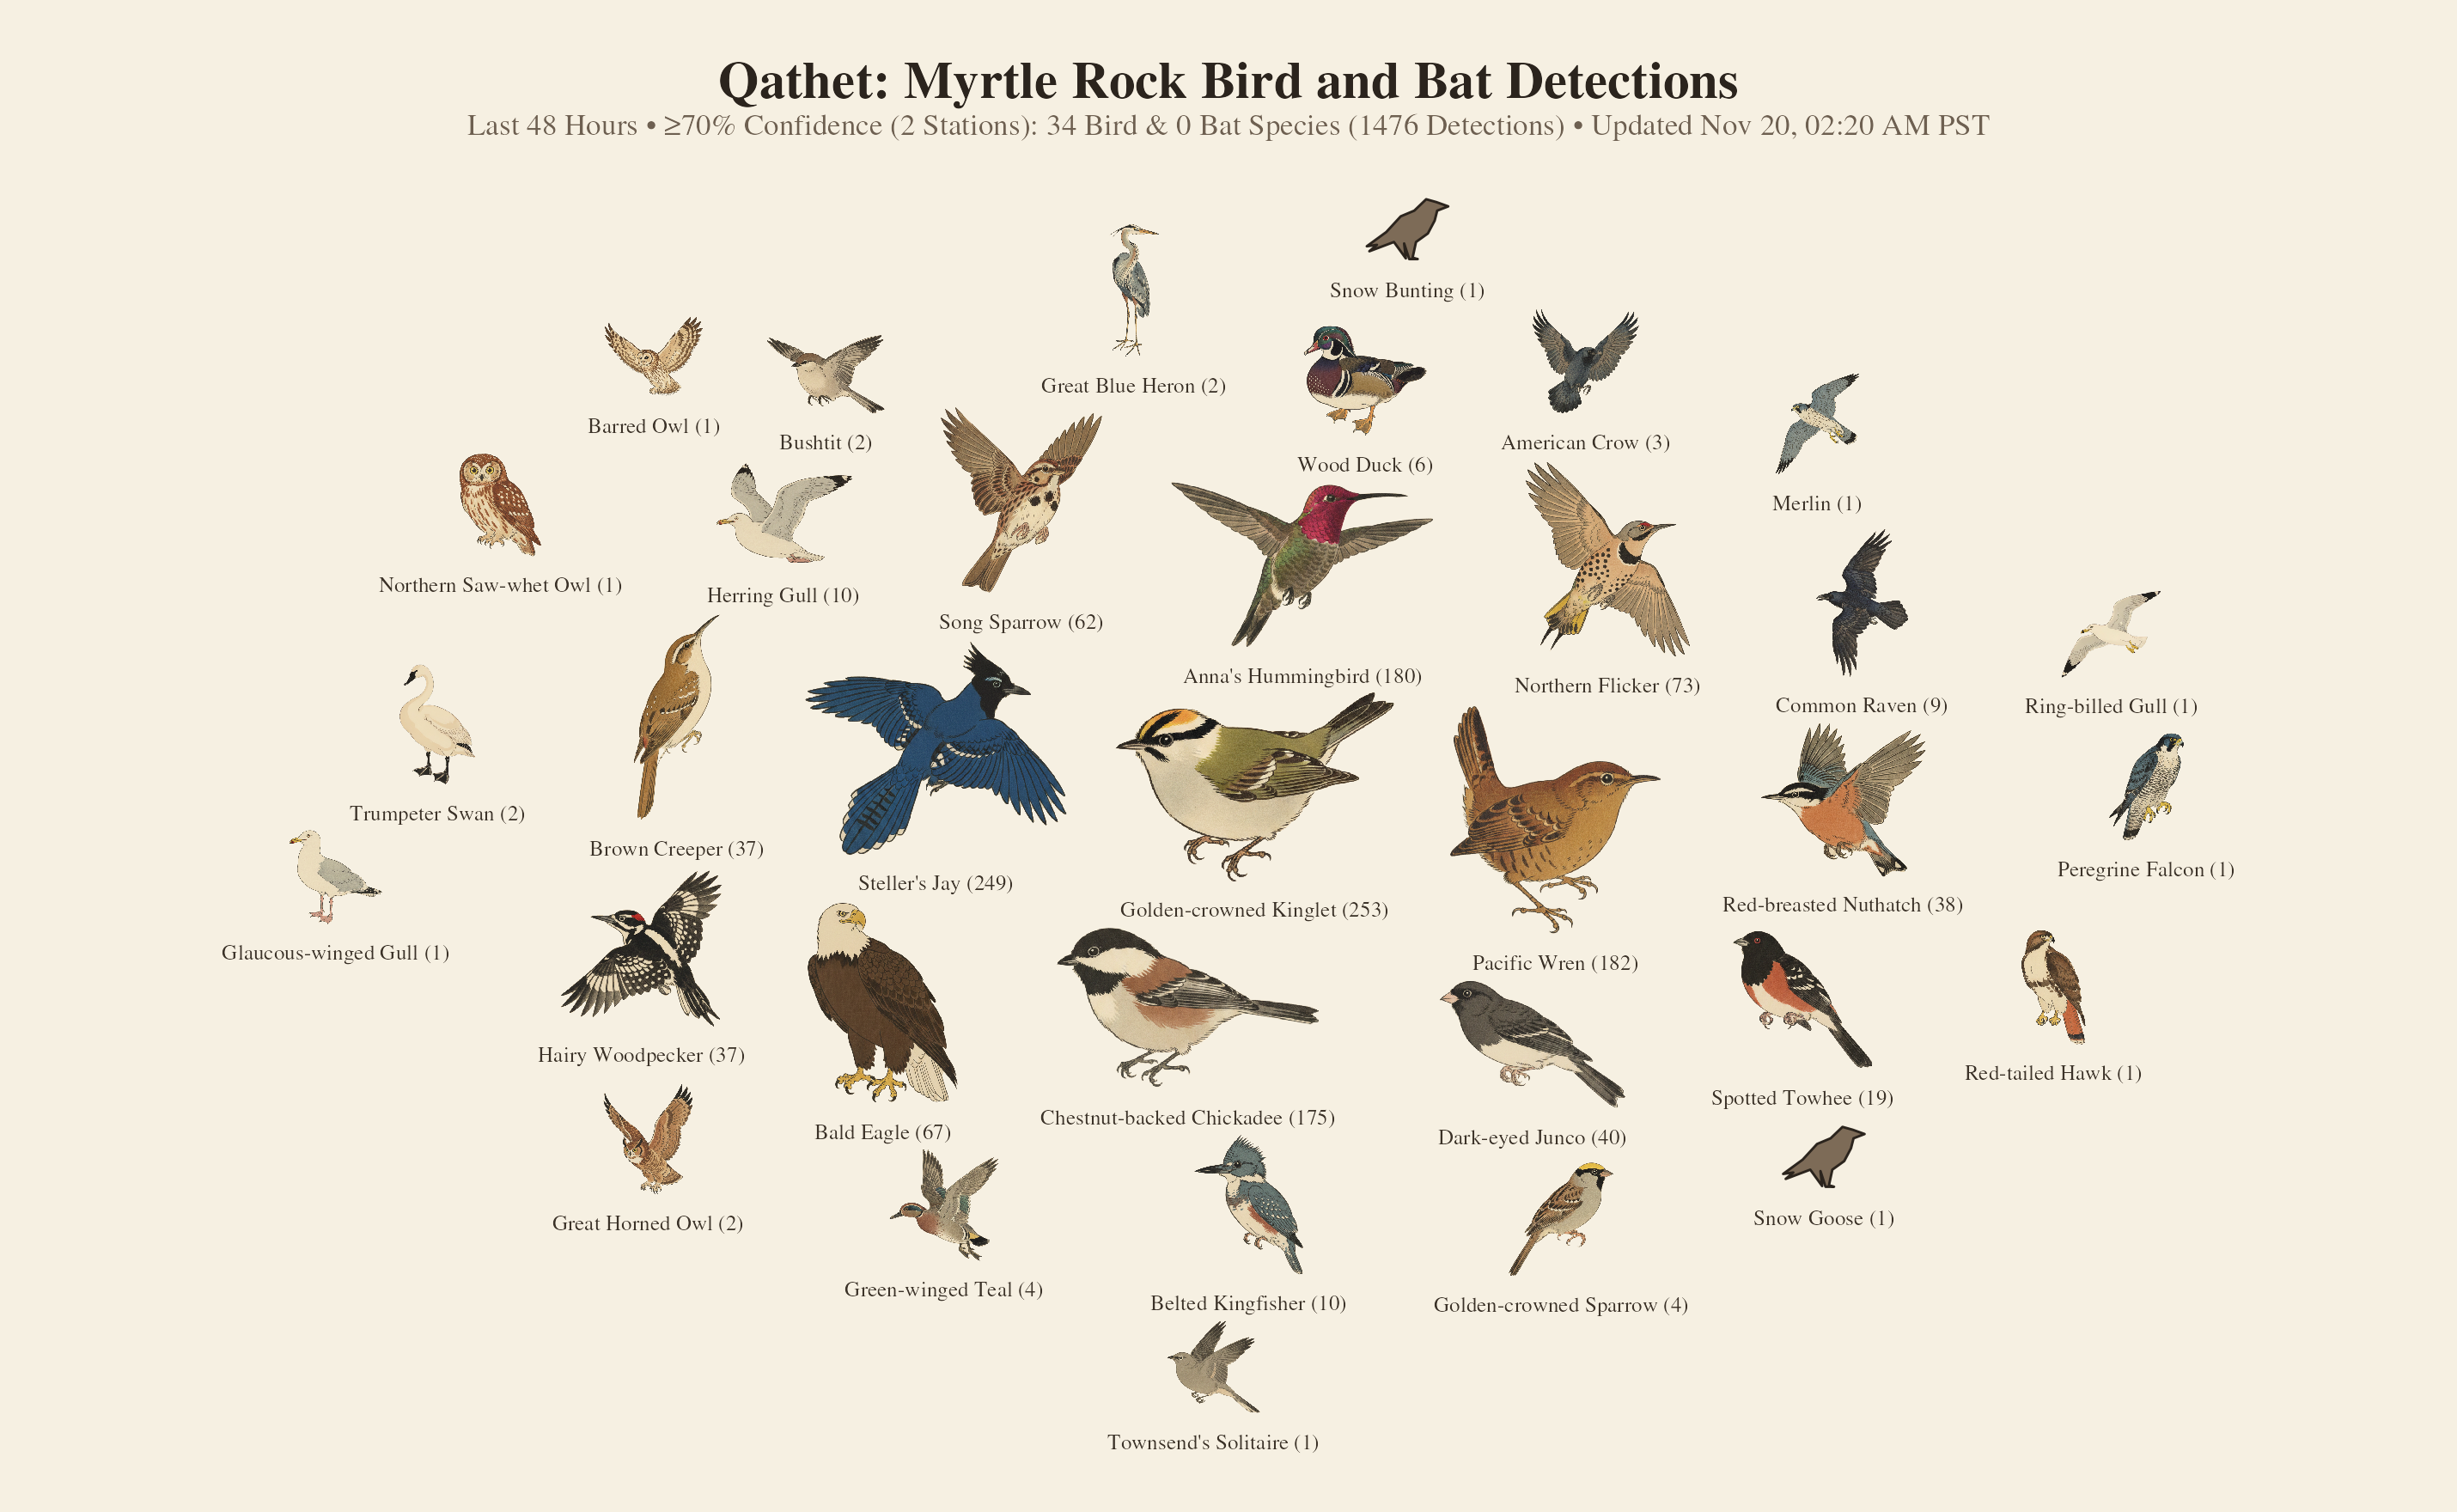 Qathet: Myrtle Rock Bird and Bat Detections
Last 48 Hours • ≥70% Confidence (2 Stations): 34 Bird & 0 Bat Species (1476 Detections) • Updated Nov 20, 02:20 AM PST
Snow Bunting (1)
Great Blue Heron (2)
Barred Owl (1)
Bushtit (2)
American Crow (3)
Wood Duck (6)
Merlin (1)
Northern Saw-whet Owl (1)
Herring Gull (10)
Song Sparrow (62)
Anna's Hummingbird (180)
Northern Flicker (73)
Common Raven (9)
Ring-billed Gull (1)
Trumpeter Swan (2)
Brown Creeper (37)
Steller's Jay (249)
Golden-crowned Kinglet (253)
Red-breasted Nuthatch (38)
Peregrine Falcon (1)
Glaucous-winged Gull (1)
Pacific Wren (182)
Hairy Woodpecker (37)
Bald Eagle (67)
Chestnut-backed Chickadee (175)
Dark-eyed Junco (40)
Spotted Towhee (19)
Red-tailed Hawk (1)
Great Horned Owl (2)
Snow Goose (1)
Green-winged Teal (4)
Belted Kingfisher (10)
Golden-crowned Sparrow (4)
Townsend's Solitaire (1)